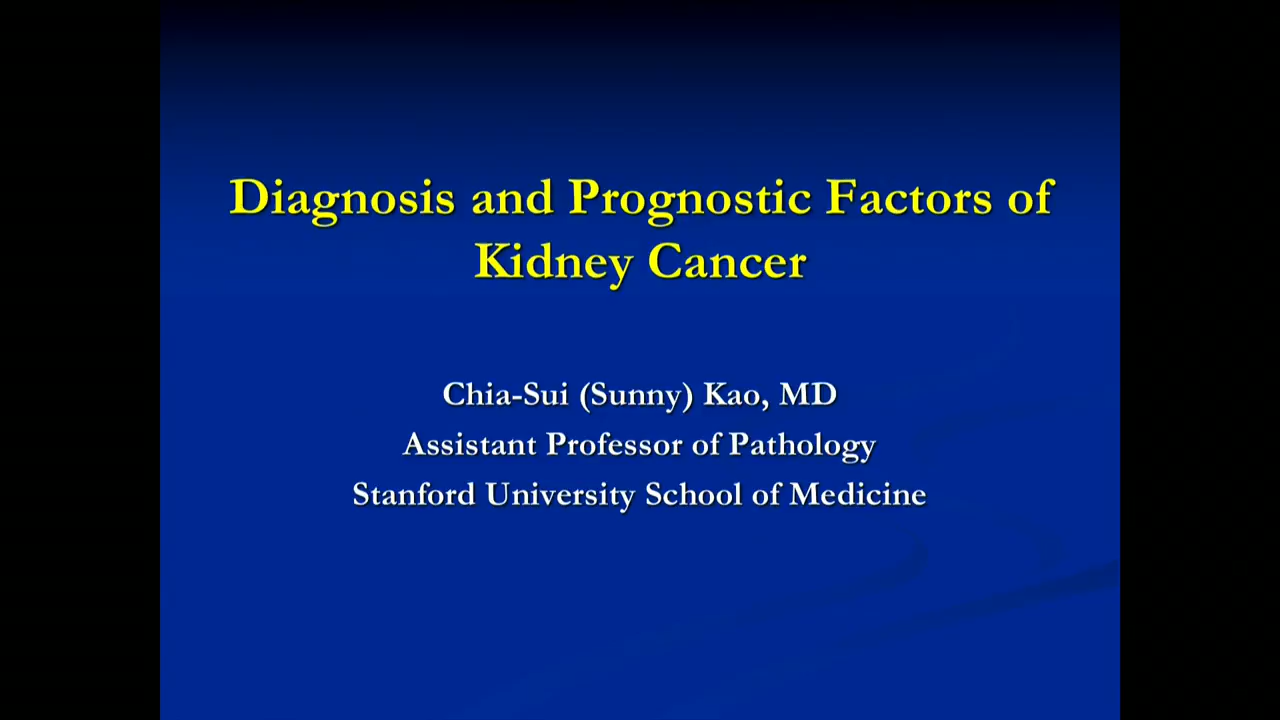 Diagnosis and Prognostic Factors of
Kidney Cancer
Chia-Sui (Sunny) Kao, MD
Assistant Professor of Pathology
Stanford University School of Medicine